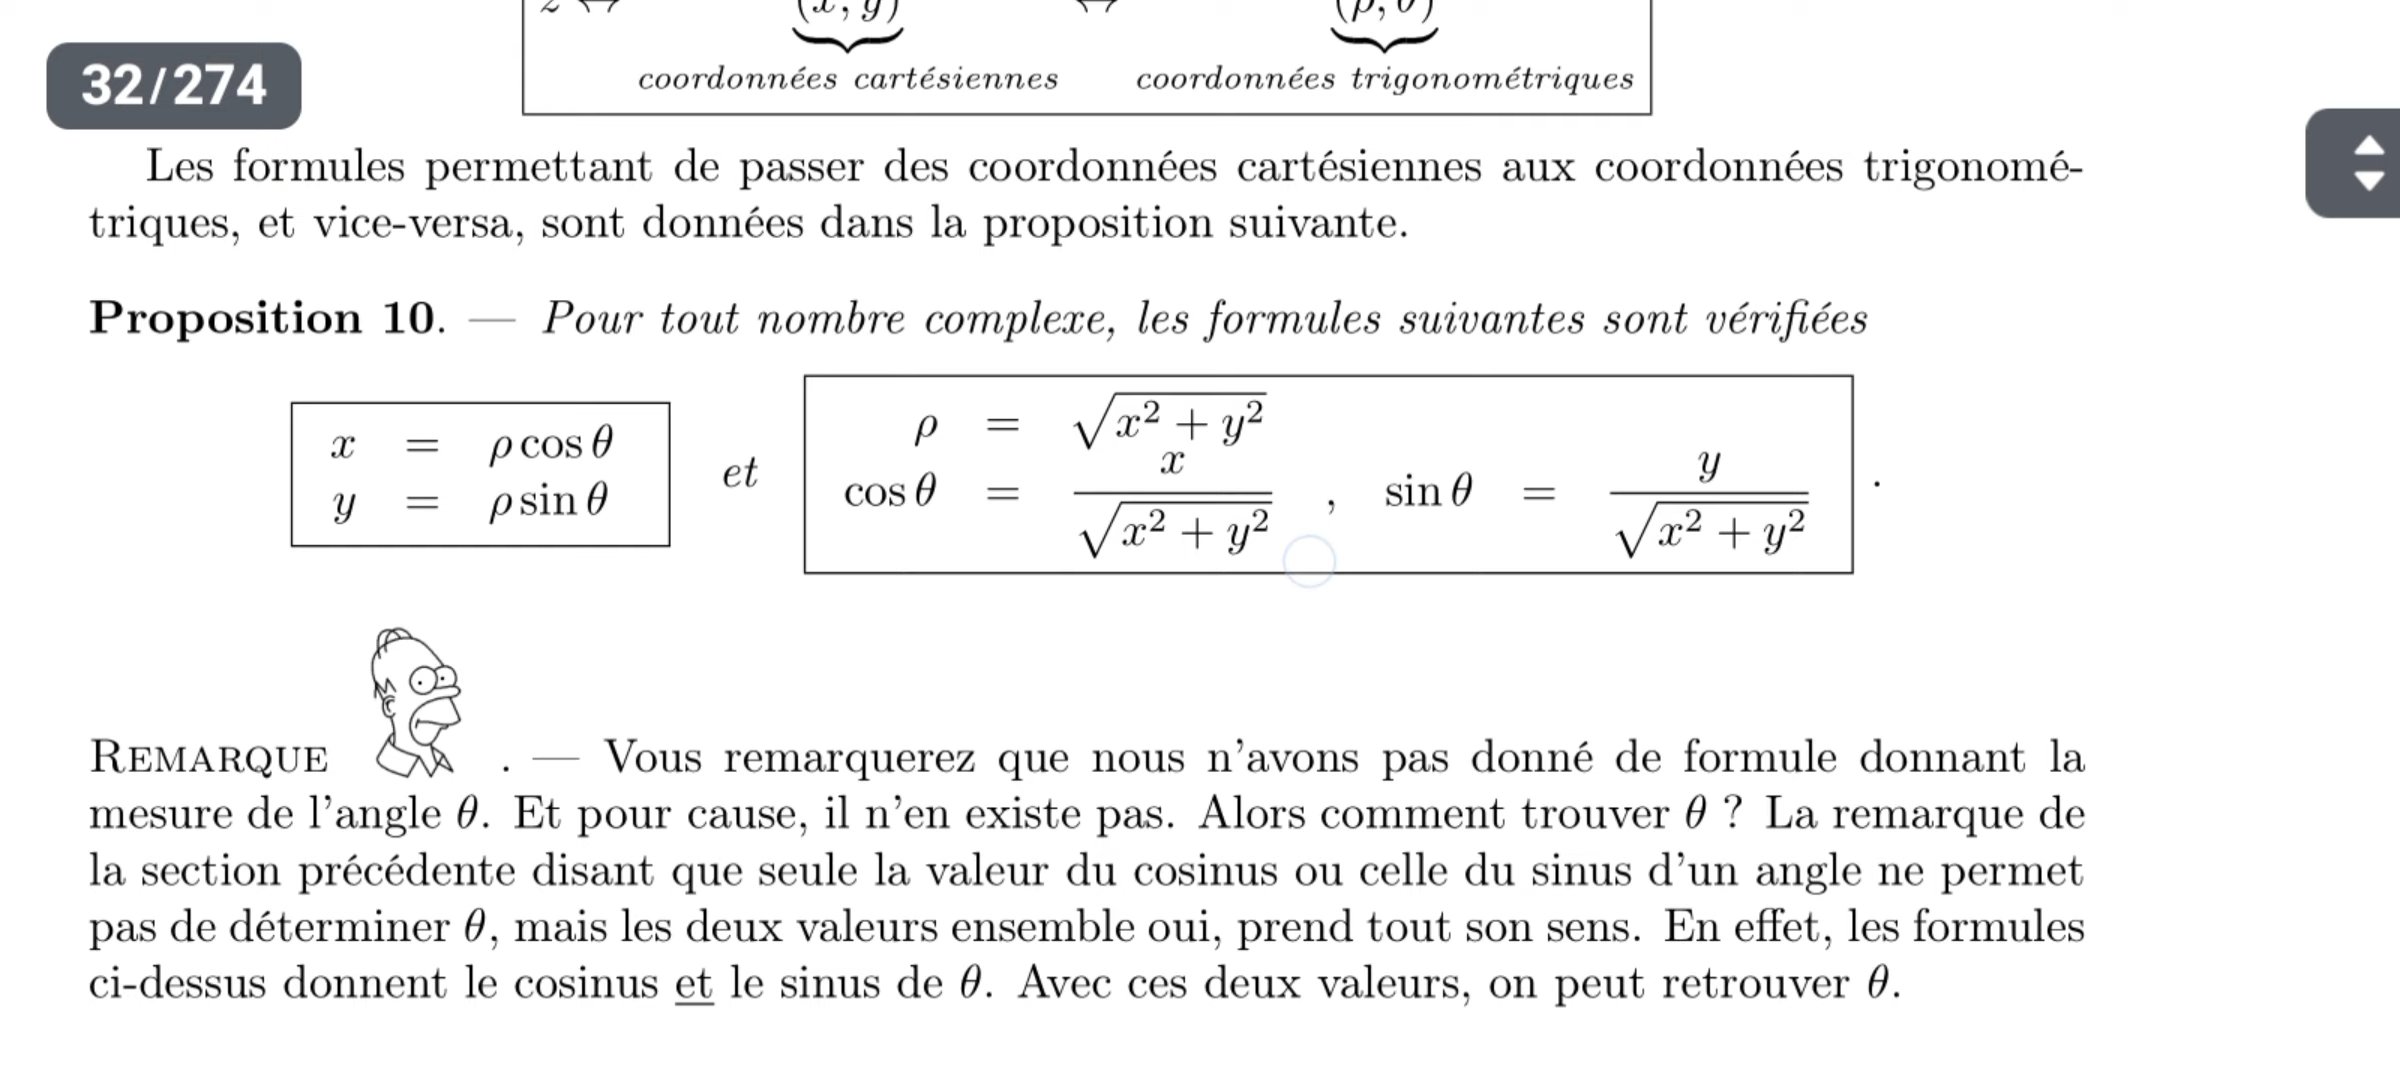 z ↔ (x, y) ↔ (ρ, θ)
32/274
coordonnées cartésiennes coordonnées trigonométriques
Les formules permettant de passer des coordonnées cartésiennes aux coordonnées trigonomé-
triques, et vice-versa, sont données dans la proposition suivante.
Proposition 10. — Pour tout nombre complexe, les formules suivantes sont vérifiées
x = ρ cos θ
y = ρ sin θ
et
ρ = √(x² + y²)
cos θ = x / √(x² + y²) , sin θ = y / √(x² + y²) .
REMARQUE . — Vous remarquerez que nous n'avons pas donné de formule donnant la
mesure de l'angle θ. Et pour cause, il n'en existe pas. Alors comment trouver θ ? La remarque de
la section précédente disant que seule la valeur du cosinus ou celle du sinus d'un angle ne permet
pas de déterminer θ, mais les deux valeurs ensemble oui, prend tout son sens. En effet, les formules
ci-dessus donnent le cosinus et le sinus de θ. Avec ces deux valeurs, on peut retrouver θ.